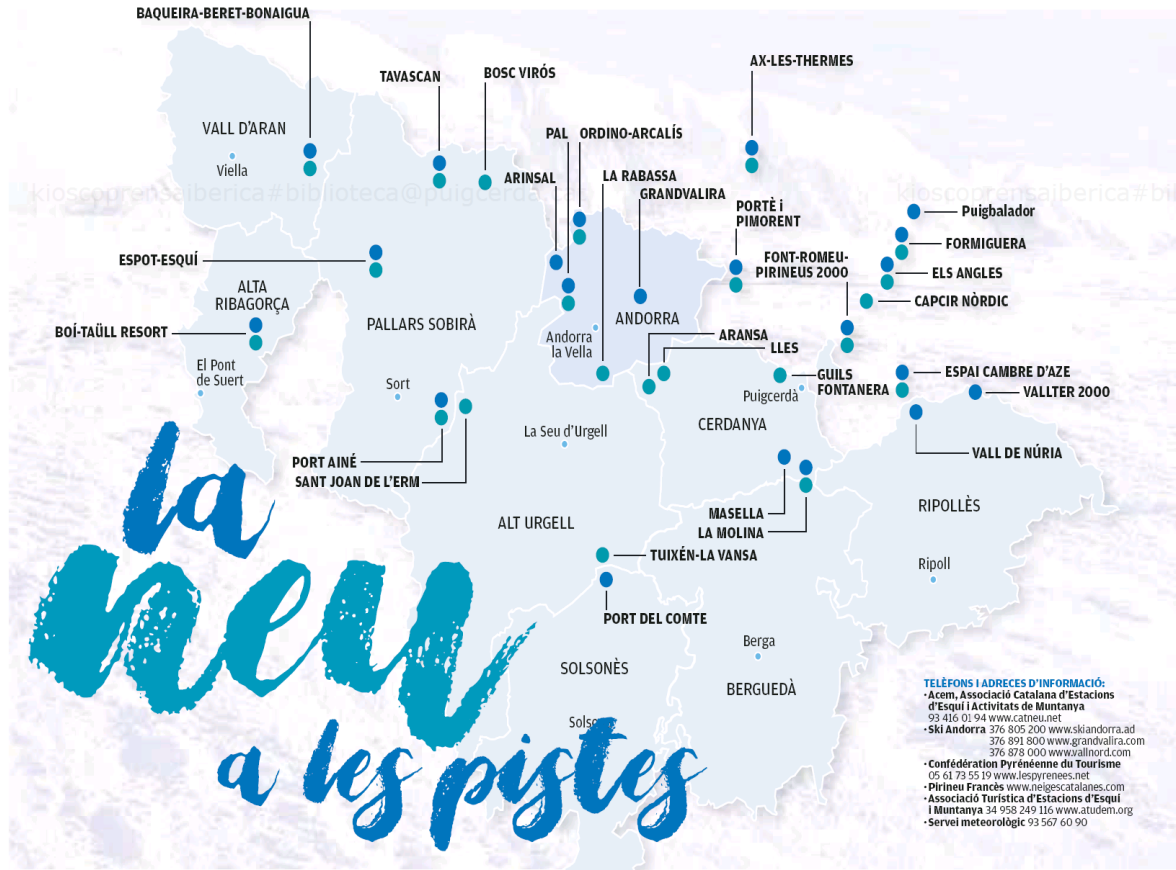 BAQUEIRA-BERET-BONAIGUA
TAVASCAN
BOSC VIRÓS
AX-LES-THERMES
VALL D'ARAN
Viella
PAL
ORDINO-ARCALÍS
ARINSAL
LA RABASSA
GRANDVALIRA
kioscoprensaiberica#biblioteca@puigcerda.cat
kioscoprensaiberica#bi
PORTÈ i
PIMORENT
Puigbalador
FORMIGUERA
FONT-ROMEU-
PIRINEUS 2000
ELS ANGLES
CAPCIR NÒRDIC
ESPOT-ESQUÍ
ALTA
RIBAGORÇA
BOÍ-TAÜLL RESORT
PALLARS SOBIRÀ
ANDORRA
Andorra
la Vella
ARANSA
LLES
El Pont
de Suert
Sort
GUILS
FONTANERA
Puigcerdà
ESPAI CAMBRE D'AZE
VALLTER 2000
La Seu d'Urgell
CERDANYA
VALL DE NÚRIA
PORT AINÉ
SANT JOAN DE L'ERM
MASELLA
LA MOLINA
RIPOLLÈS
ALT URGELL
TUIXÉN-LA VANSA
Ripoll
PORT DEL COMTE
la
neu
a les pistes
SOLSONÈS
Berga
BERGUEDÀ
TELÈFONS I ADRECES D'INFORMACIÓ:
· Acem, Associació Catalana d'Estacions
d'Esquí i Activitats de Muntanya
93 416 01 94 www.catneu.net
· Ski Andorra 376 805 200 www.skiandorra.ad
376 891 800 www.grandvalira.com
376 878 000 www.vallnord.com
· Confédération Pyrénéenne du Tourisme
05 61 73 55 19 www.lespyrenees.net
· Pirineu Francès www.neigescatalanes.com
· Associació Turística d'Estacions d'Esquí
i Muntanya 34 958 249 116 www.atudem.org
· Servei meteorològic 93 567 60 90